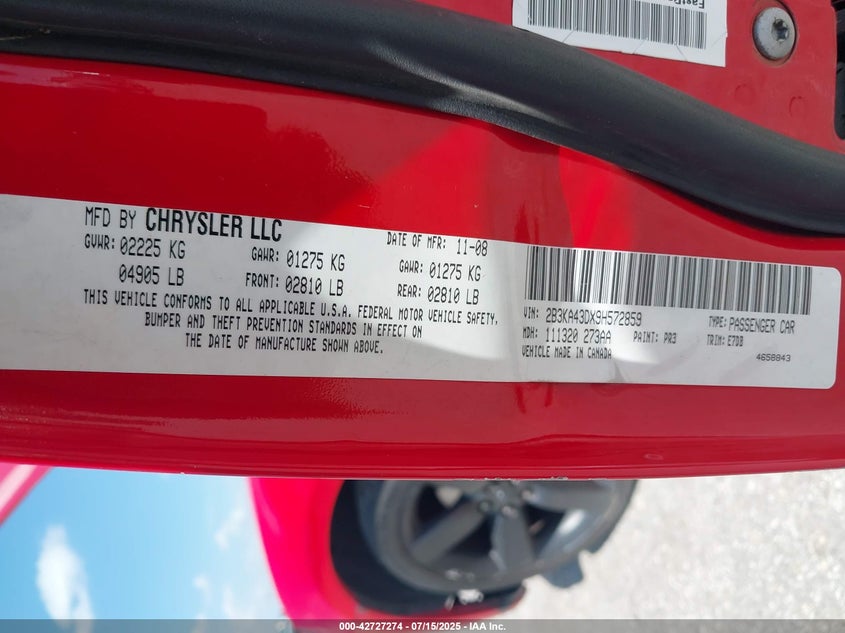 MFD BY CHRYSLER LLC
GVWR: 02225 KG
04905 LB
GAWR: 01275 KG
FRONT: 02810 LB
DATE OF MFR: 11-08
GAWR: 01275 KG
REAR: 02810 LB
THIS VEHICLE CONFORMS TO ALL APPLICABLE U.S.A. FEDERAL MOTOR VEHICLE SAFETY,
BUMPER AND THEFT PREVENTION STANDARDS IN EFFECT ON
THE DATE OF MANUFACTURE SHOWN ABOVE.
VIN: 2B3KA43DX9H572859
TYPE: PASSENGER CAR
MDH: 111320 273AA
PAINT: PR3
TRIM: E7DB
VEHICLE MADE IN CANADA
4658843
000-42727274 - 07/15/2025 - IAA Inc.